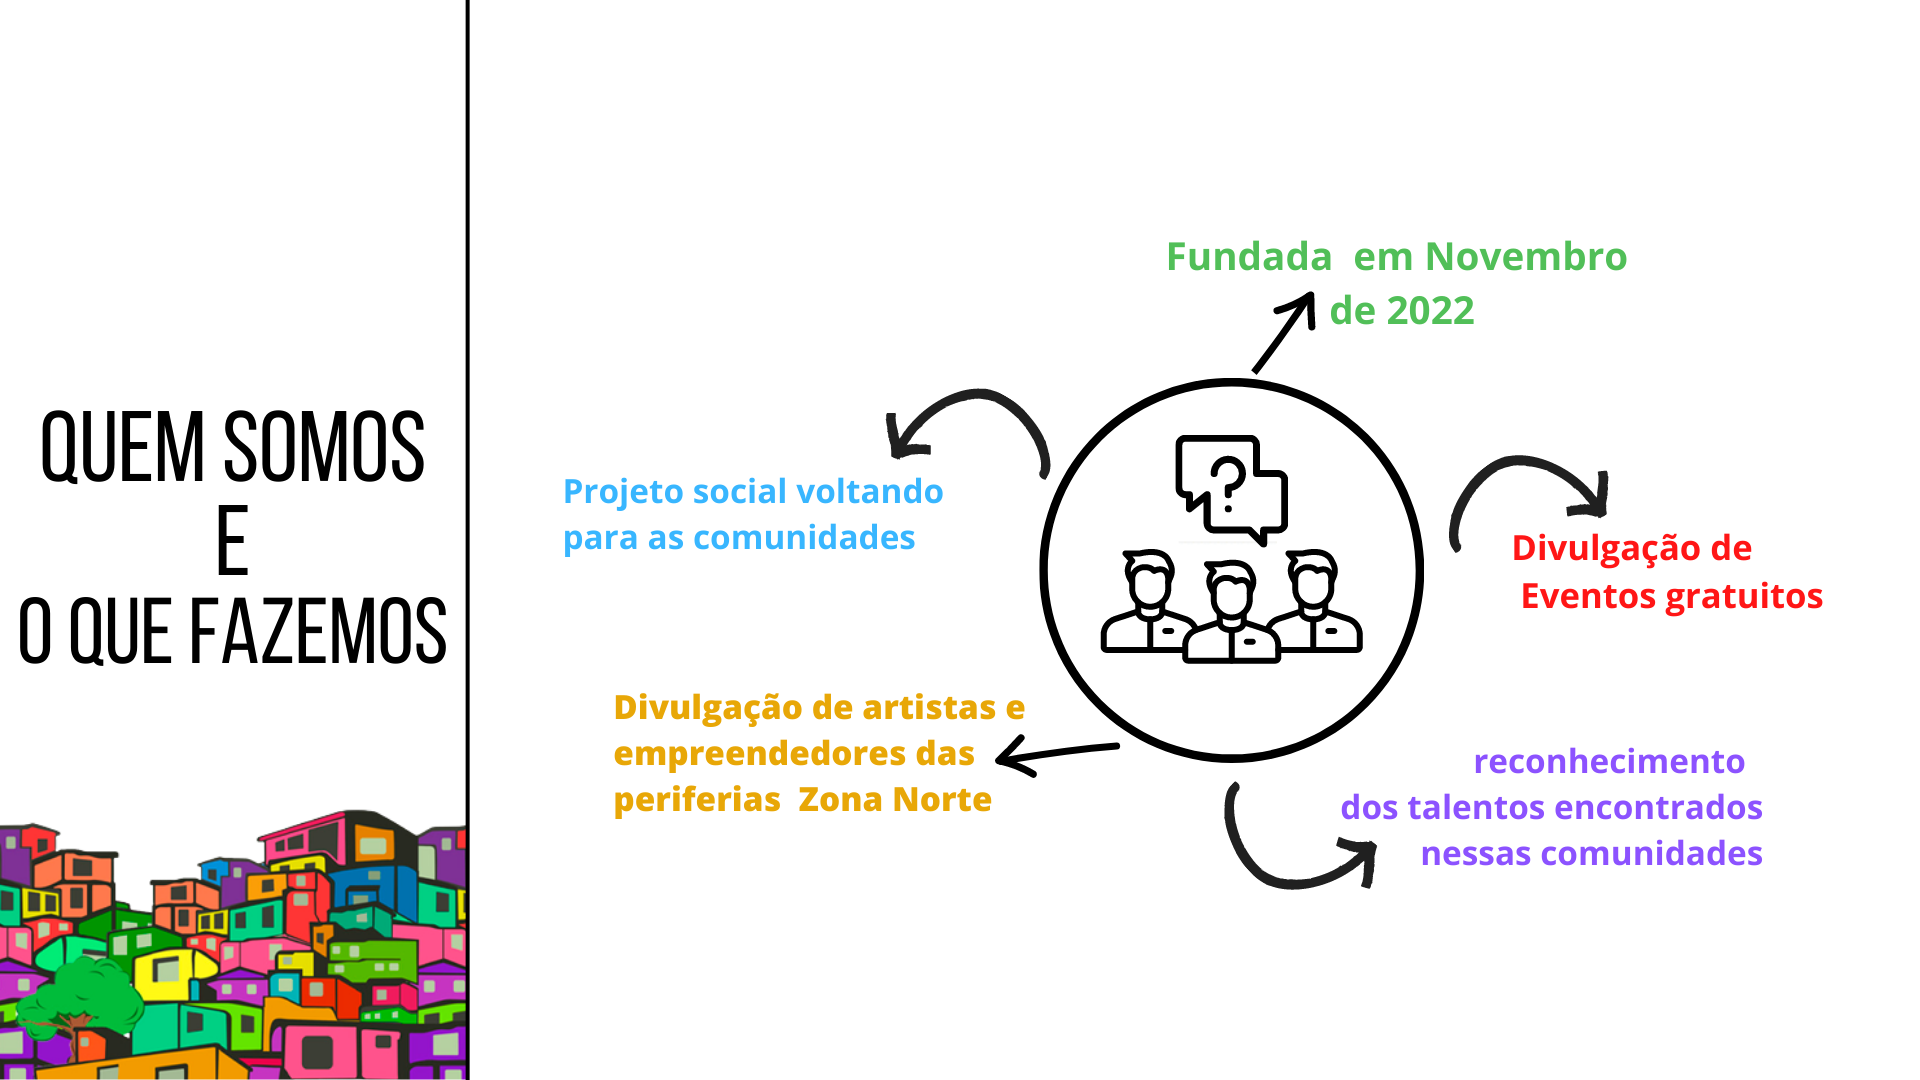 QUEM SOMOS
E
O QUE FAZEMOS
Fundada em Novembro
de 2022
Projeto social voltando
para as comunidades
?
Divulgação de
Eventos gratuitos
Divulgação de artistas e
empreendedores das
periferias Zona Norte
reconhecimento
dos talentos encontrados
nessas comunidades